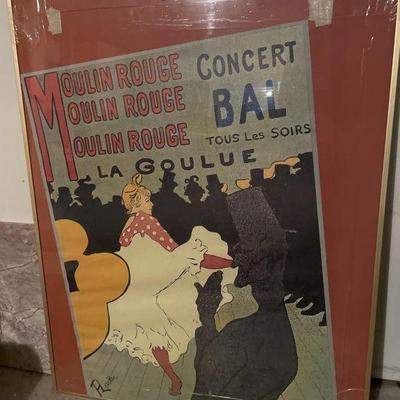 MOULIN ROUGE CONCERT
MOULIN ROUGE BAL
MOULIN ROUGE TOUS LES SOIRS
LA GOULUE